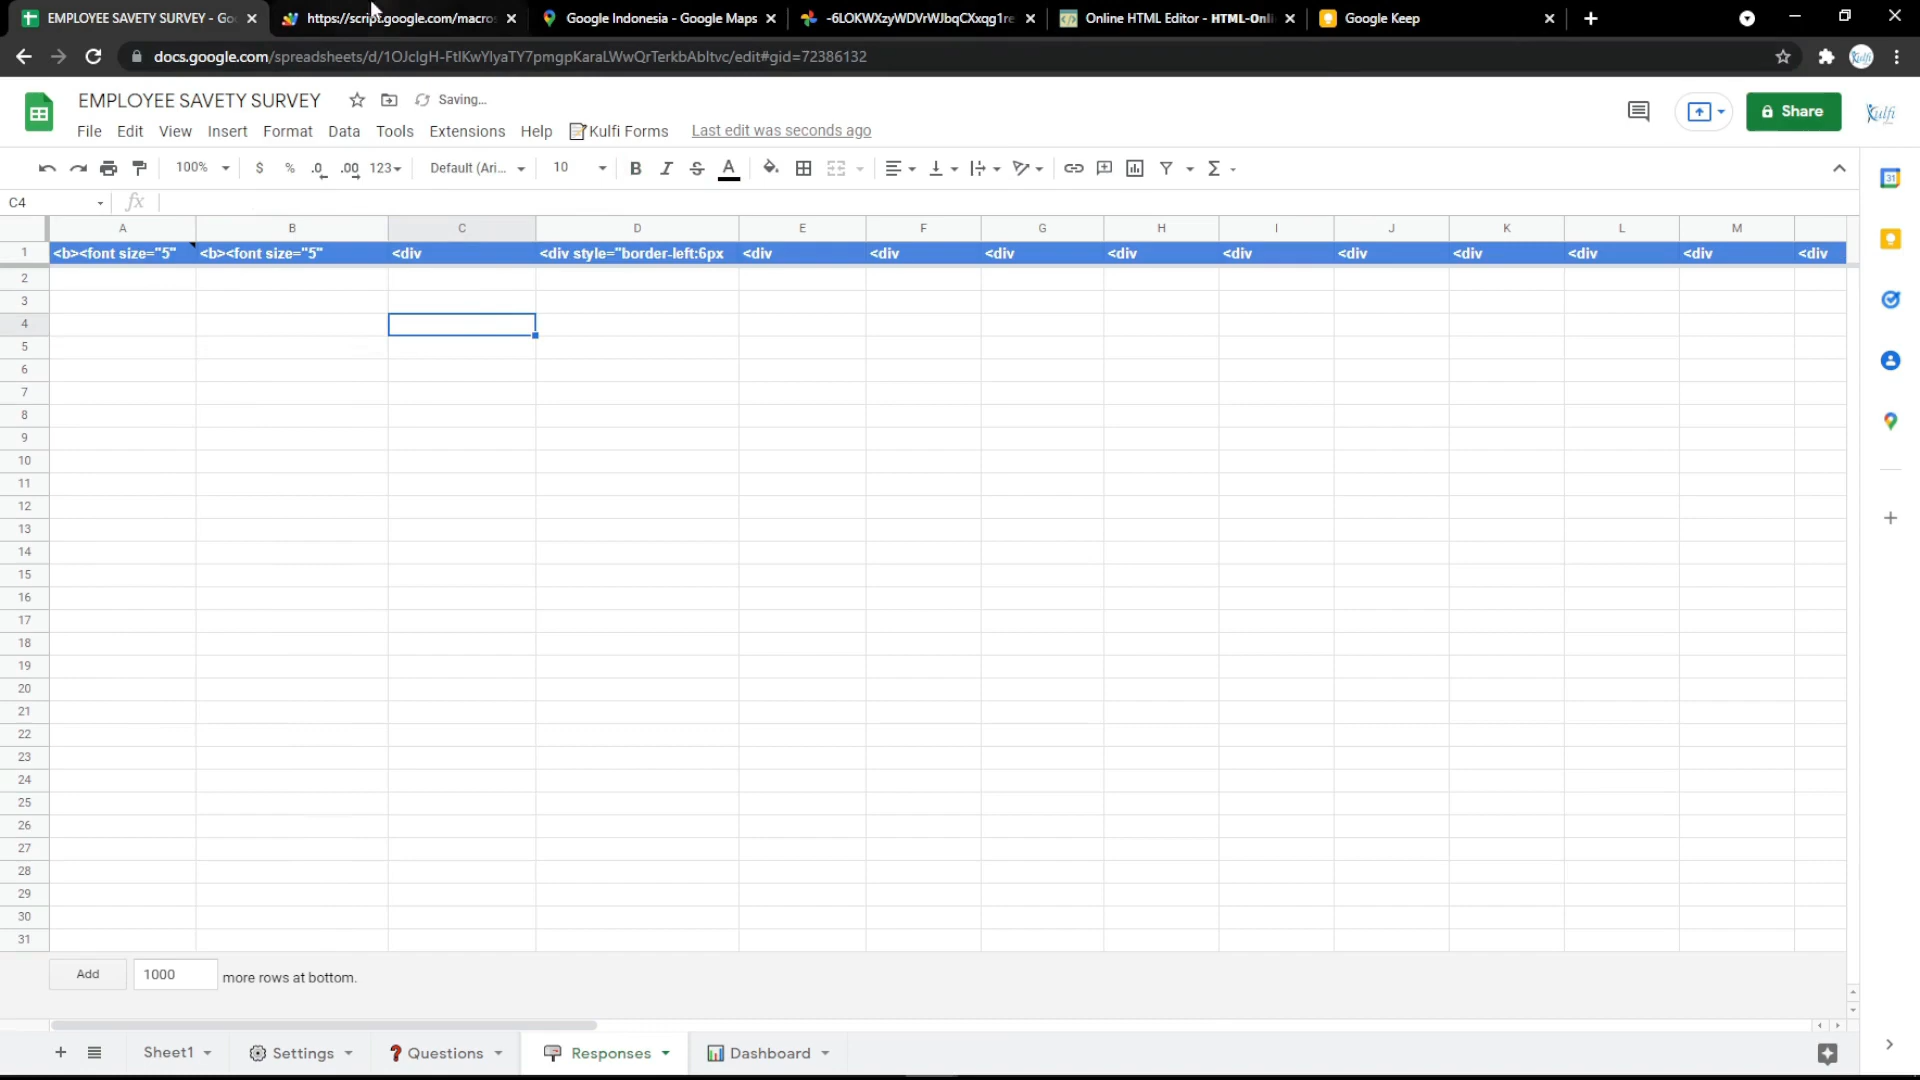 EMPLOYEE SAVETY SURVEY - Go
https://script.google.com/macros
Google Indonesia - Google Maps
-6LOKWXzyWDVrWJbqCXxqg1re
Online HTML Editor - HTML-Onli
Google Keep
docs.google.com/spreadsheets/d/1OJcIgH-FtIKwYIyaTY7pmgpKaraLWwQrTerkbAbItvc/edit#gid=72386132
EMPLOYEE SAVETY SURVEY
Saving...
File Edit View Insert Format Data Tools Extensions Help Kulfi Forms Last edit was seconds ago
Share
Kulfi
100% $ % .0 .00 123 Default (Ari... 10 B I S A
C4 fx
A B C D E F G H I J K L M
1 <b><font size="5" <b><font size="5" <div <div style="border-left:6px <div <div <div <div <div <div <div <div <div <div
2
3
4
5
6
7
8
9
10
11
12
13
14
15
16
17
18
19
20
21
22
23
24
25
26
27
28
29
30
31
Add 1000 more rows at bottom.
Sheet1 Settings Questions Responses Dashboard